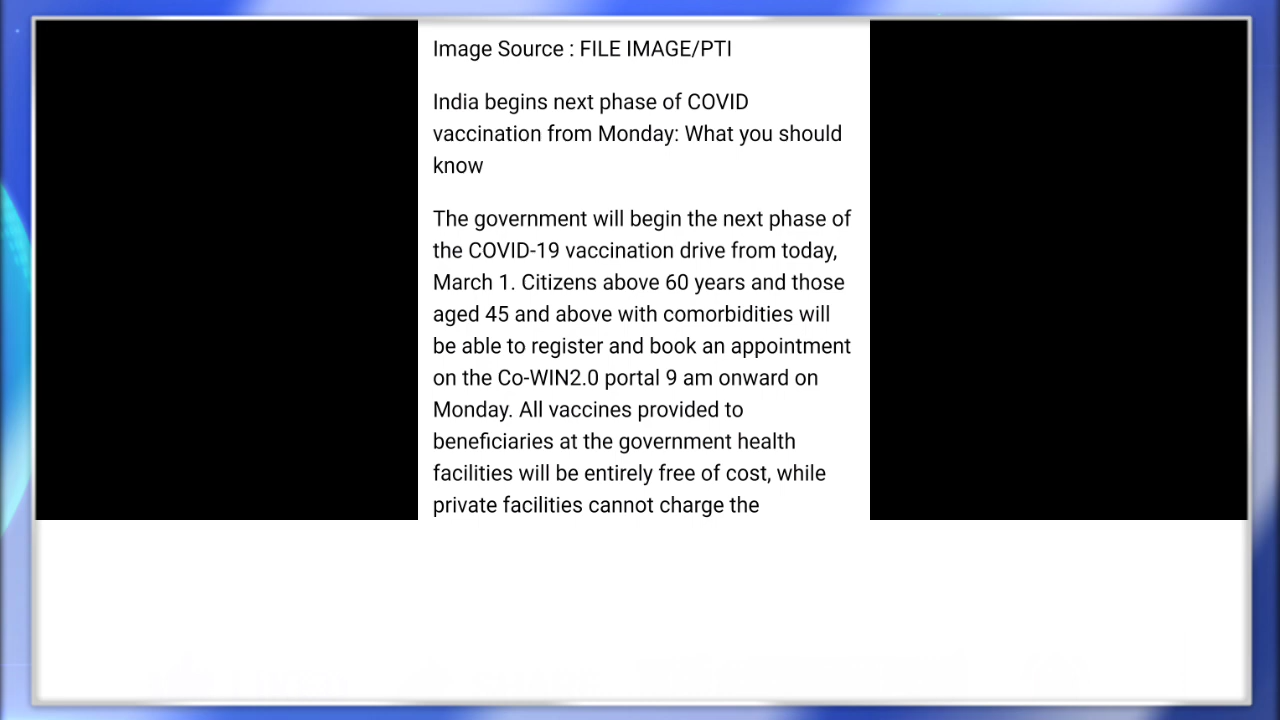 Image Source : FILE IMAGE/PTI
India begins next phase of COVID
vaccination from Monday: What you should
know
The government will begin the next phase of
the COVID-19 vaccination drive from today,
March 1. Citizens above 60 years and those
aged 45 and above with comorbidities will
be able to register and book an appointment
on the Co-WIN2.0 portal 9 am onward on
Monday. All vaccines provided to
beneficiaries at the government health
facilities will be entirely free of cost, while
private facilities cannot charge the